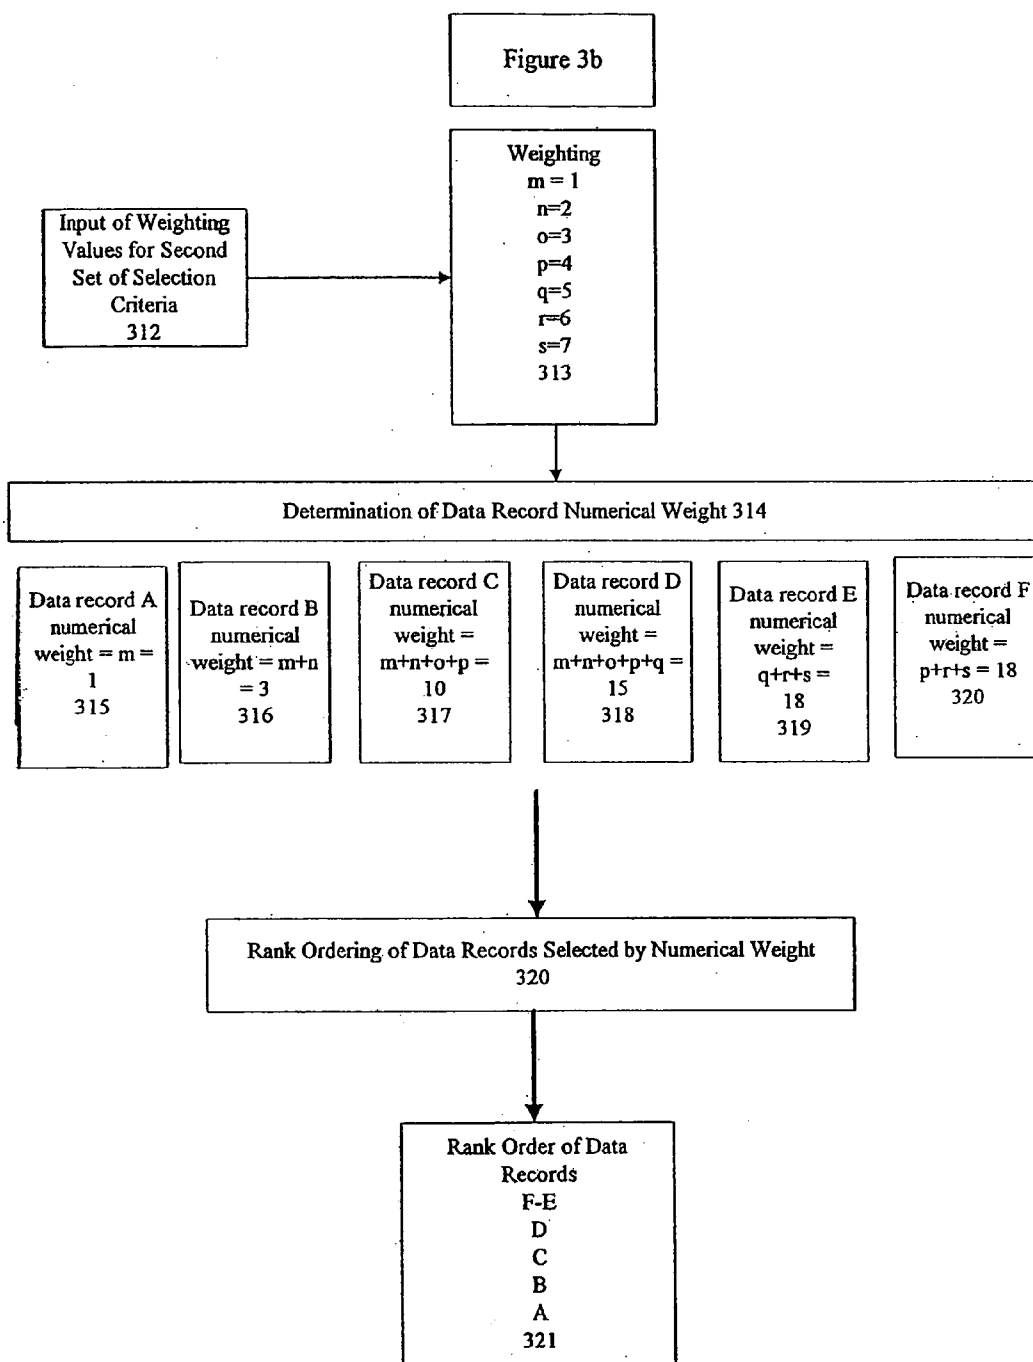 Figure 3b
Weighting
m = 1
n=2
o=3
p=4
q=5
r=6
s=7
313
Input of Weighting
Values for Second
Set of Selection
Criteria
312
Determination of Data Record Numerical Weight 314
Data record A
numerical
weight = m =
1
315
Data record B
numerical
weight = m+n
= 3
316
Data record C
numerical
weight =
m+n+o+p =
10
317
Data record D
numerical
weight =
m+n+o+p+q =
15
318
Data record E
numerical
weight =
q+r+s =
18
319
Data record F
numerical
weight =
p+r+s = 18
320
Rank Ordering of Data Records Selected by Numerical Weight
320
Rank Order of Data
Records
F-E
D
C
B
A
321